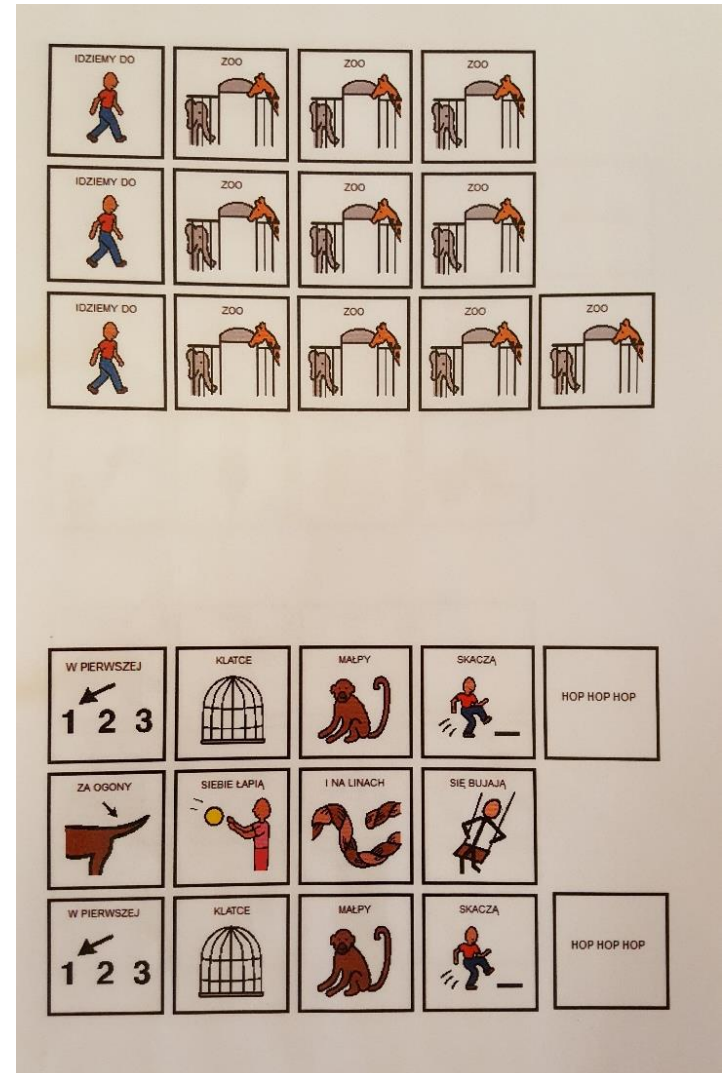 IDZIEMY DO ZOO ZOO ZOO
IDZIEMY DO ZOO ZOO ZOO
IDZIEMY DO ZOO ZOO ZOO ZOO
W PIERWSZEJ KLATCE MAŁPY SKACZĄ HOP HOP HOP
1 2 3
ZA OGONY SIEBIE ŁAPIĄ I NA LINACH SIĘ BUJAJĄ
W PIERWSZEJ KLATCE MAŁPY SKACZĄ HOP HOP HOP
1 2 3